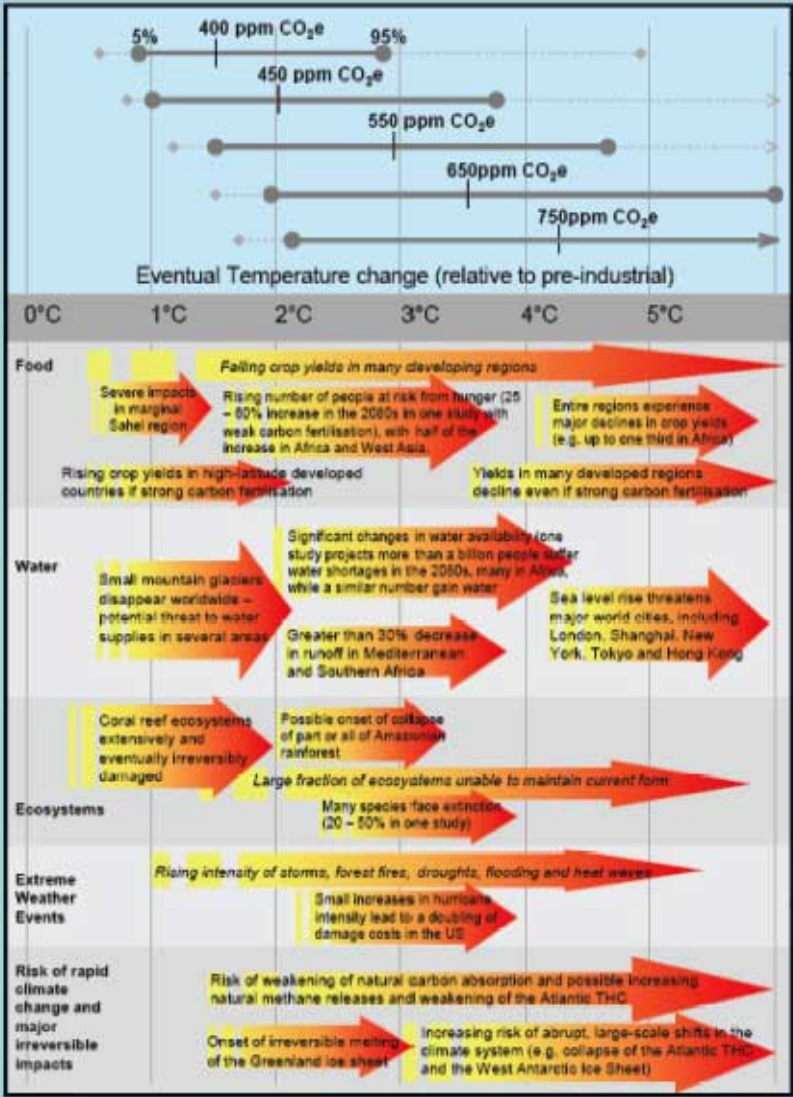 5%
400 ppm CO₂e
95%
450 ppm CO₂e
550 ppm CO₂e
650ppm CO₂e
750ppm CO₂e
Eventual Temperature change (relative to pre-industrial)
0°C 1°C 2°C 3°C 4°C 5°C
Food
Falling crop yields in many developing regions
Severe impacts
in marginal
Sahel region
Rising number of people at risk from hunger (25
– 60% increase in the 2080s in one study with
weak carbon fertilisation), with half of the
increase in Africa and West Asia.
Entire regions experience
major declines in crop yields
(e.g. up to one third in Africa)
Rising crop yields in high-latitude developed
countries if strong carbon fertilisation
Yields in many developed regions
decline even if strong carbon fertilisation
Water
Small mountain glaciers
disappear worldwide –
potential threat to water
supplies in several areas
Significant changes in water availability (one
study projects more than a billion people suffer
water shortages in the 2080s, many in Africa,
while a similar number gain water
Greater than 30% decrease
in runoff in Mediterranean
and Southern Africa
Sea level rise threatens
major world cities, including
London, Shanghai, New
York, Tokyo and Hong Kong
Ecosystems
Coral reef ecosystems
extensively and
eventually irreversibly
damaged
Possible onset of collapse
of part or all of Amazonian
rainforest
Large fraction of ecosystems unable to maintain current form
Many species face extinction
(20 – 50% in one study)
Extreme
Weather
Events
Rising intensity of storms, forest fires, droughts, flooding and heat waves
Small increases in hurricane
intensity lead to a doubling of
damage costs in the US
Risk of rapid
climate
change and
major
irreversible
impacts
Risk of weakening of natural carbon absorption and possible increasing
natural methane releases and weakening of the Atlantic THC
Onset of irreversible melting
of the Greenland ice sheet
Increasing risk of abrupt, large-scale shifts in the
climate system (e.g. collapse of the Atlantic THC
and the West Antarctic Ice Sheet)